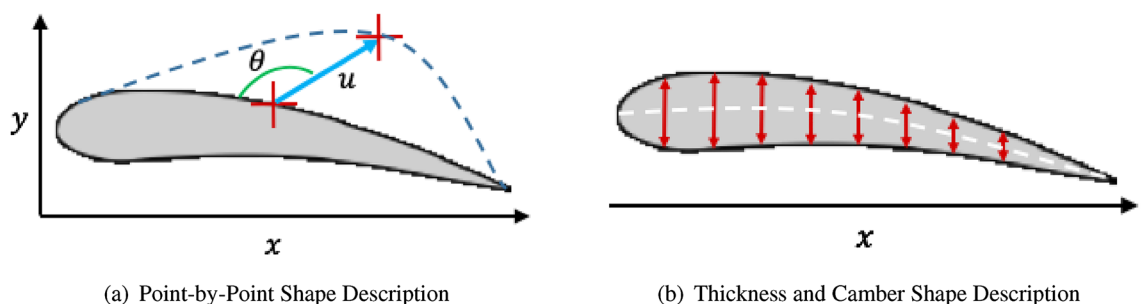 θ
u
y
x
x
(a) Point-by-Point Shape Description
(b) Thickness and Camber Shape Description